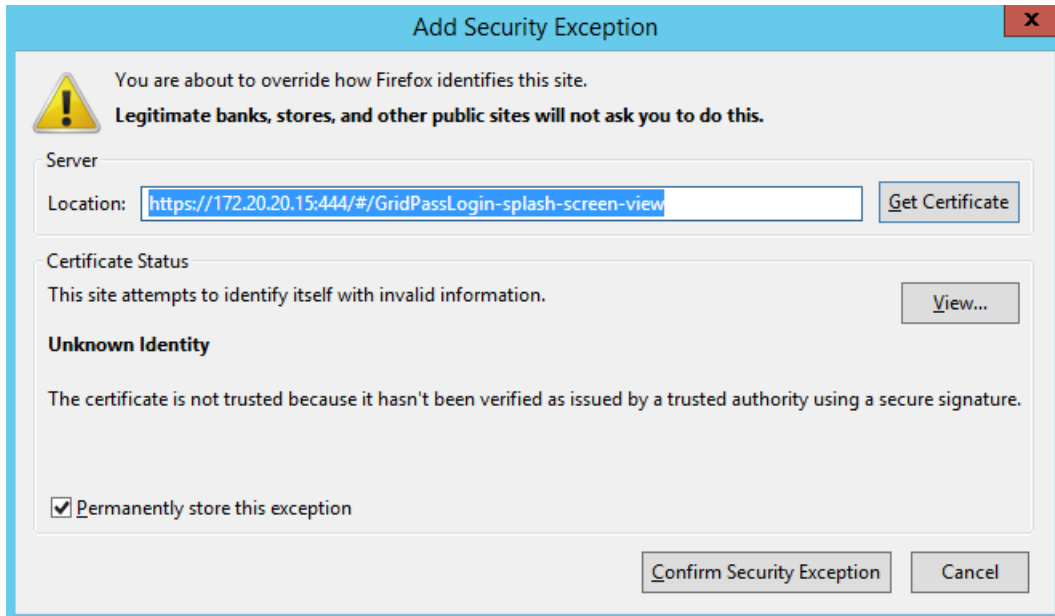 Add Security Exception
x
You are about to override how Firefox identifies this site.
Legitimate banks, stores, and other public sites will not ask you to do this.
Server
Location: https://172.20.20.15:444/#/GridPassLogin-splash-screen-view Get Certificate
Certificate Status
This site attempts to identify itself with invalid information.
View...
Unknown Identity
The certificate is not trusted because it hasn't been verified as issued by a trusted authority using a secure signature.
Permanently store this exception
Confirm Security Exception Cancel